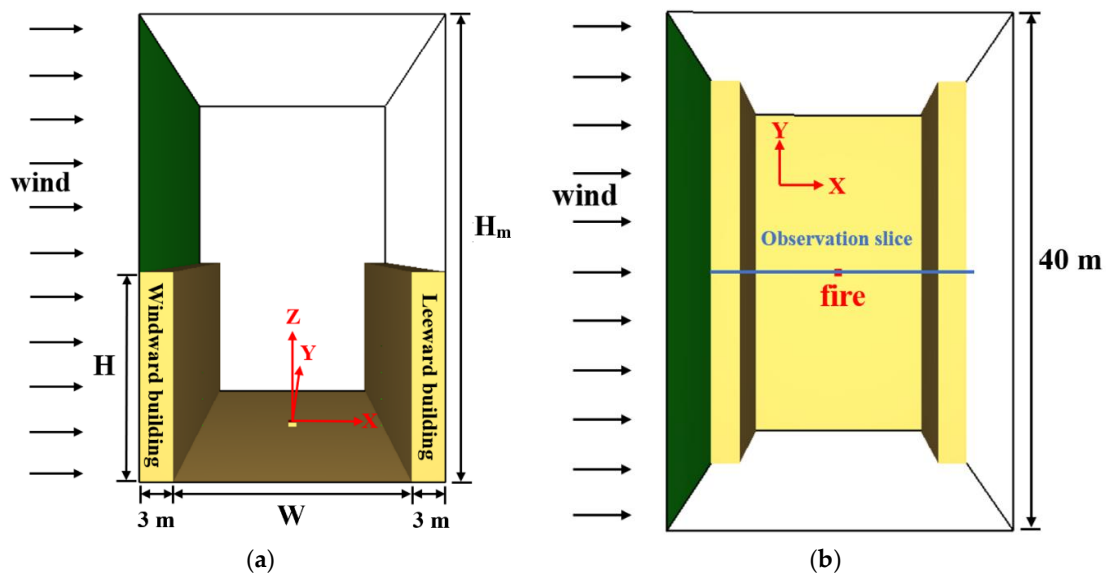 wind
H
Windward building
Leeward building
Z
Y
X
Hm
3 m
W
3 m
(a)
wind
Y
X
Observation slice
fire
40 m
(b)